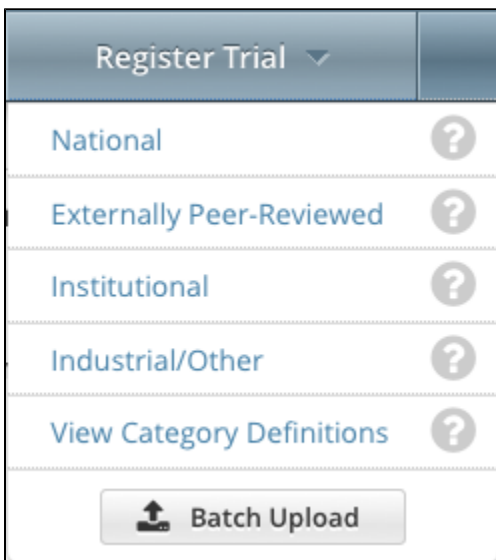 Register Trial
National
Externally Peer-Reviewed
Institutional
Industrial/Other
View Category Definitions
Batch Upload